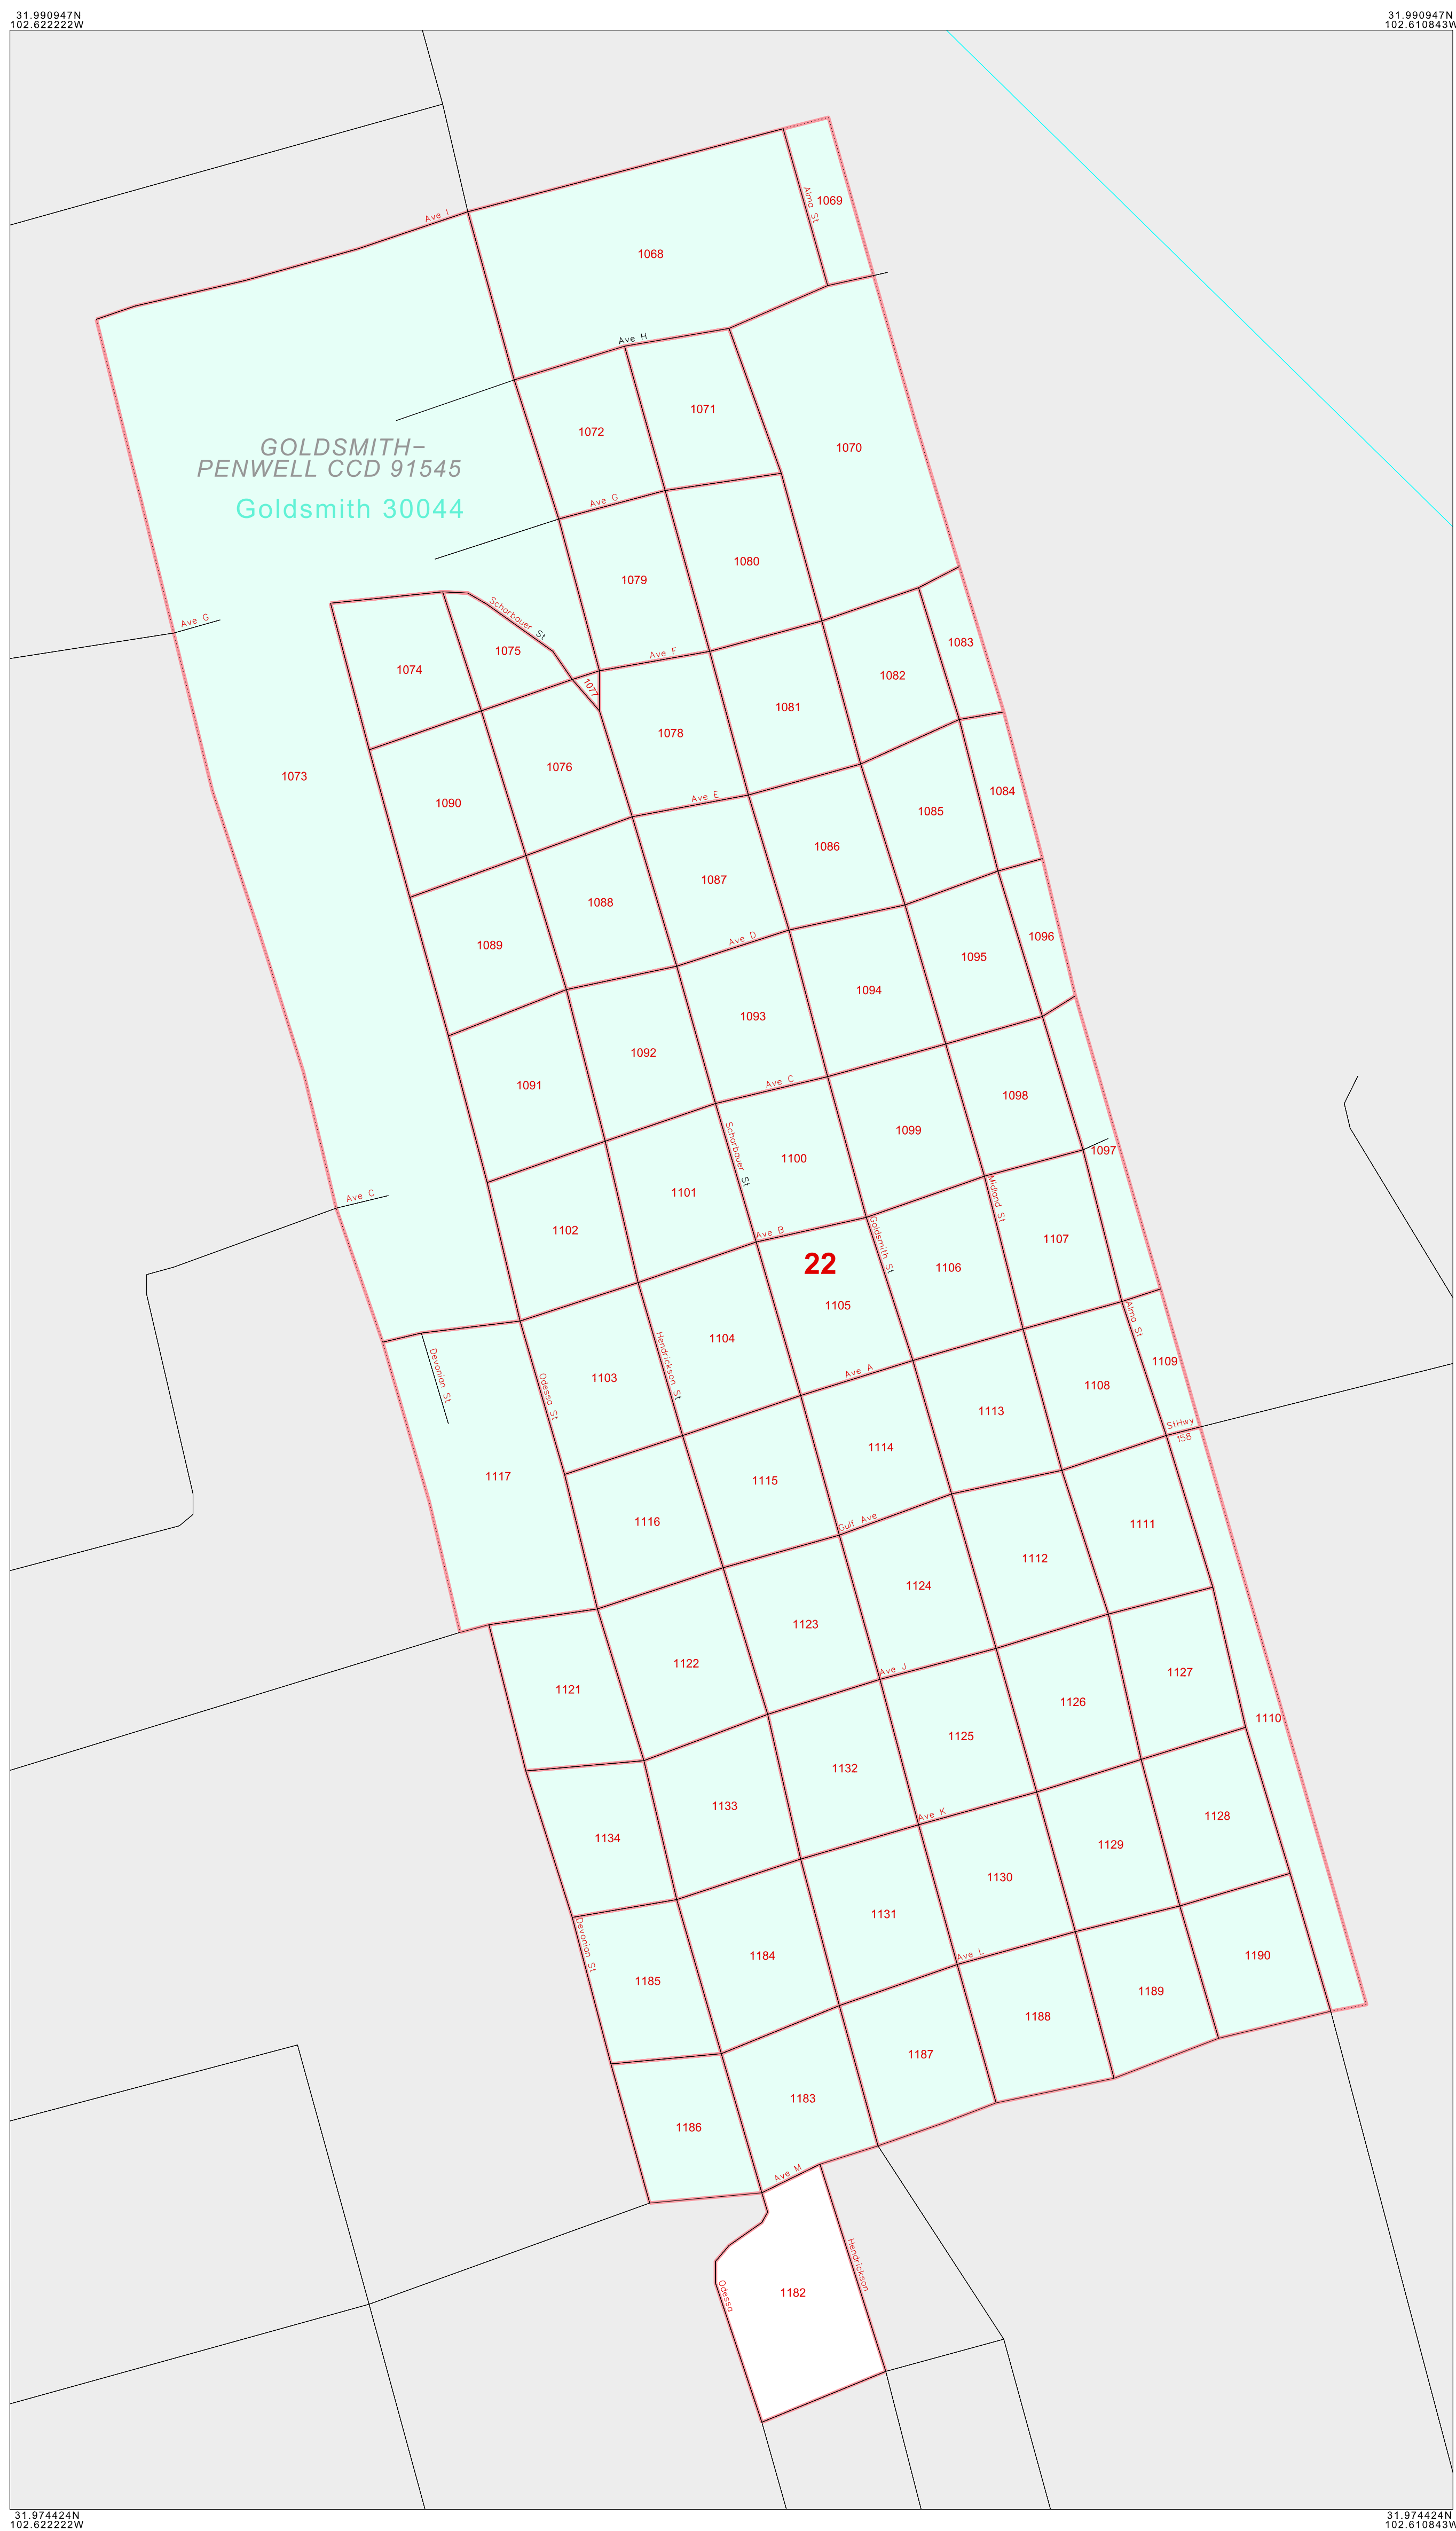 31.990947N
102.622222W
31.990947N
102.610843W
Alma St
1069
Ave I
1068
Ave H
1071
1072
1070
GOLDSMITH-
PENWELL CCD 91545
Goldsmith 30044
Ave G
1080
1079
Scharbauer St
Ave G
1083
1075
Ave F
1074
1082
1077
1081
1078
1076
1073
1084
Ave E
1090
1085
1086
1087
1088
1096
Ave D
1089
1095
1094
1093
1092
Ave C
1091
1098
1099
1097
Scharbauer St
1100
1101
Ave C
Midland St
1102
Ave B
Goldsmith St
1107
22
1106
1105
Alma St
1104
Hendrickson St
1109
Devonian St
Ave A
1103
Odessa St
1108
1113
StHwy
158
1114
1117
1115
1116
Gulf Ave
1111
1112
1124
1123
1122
Ave J
1127
1121
1126
1110
1125
1132
1133
Ave K
1128
1134
1129
1130
1131
Devonian St
Ave L
1184
1190
1185
1189
1188
1187
1183
1186
Ave M
Hendrickson
Odessa
1182
31.974424N
102.622222W
31.974424N
102.610843W